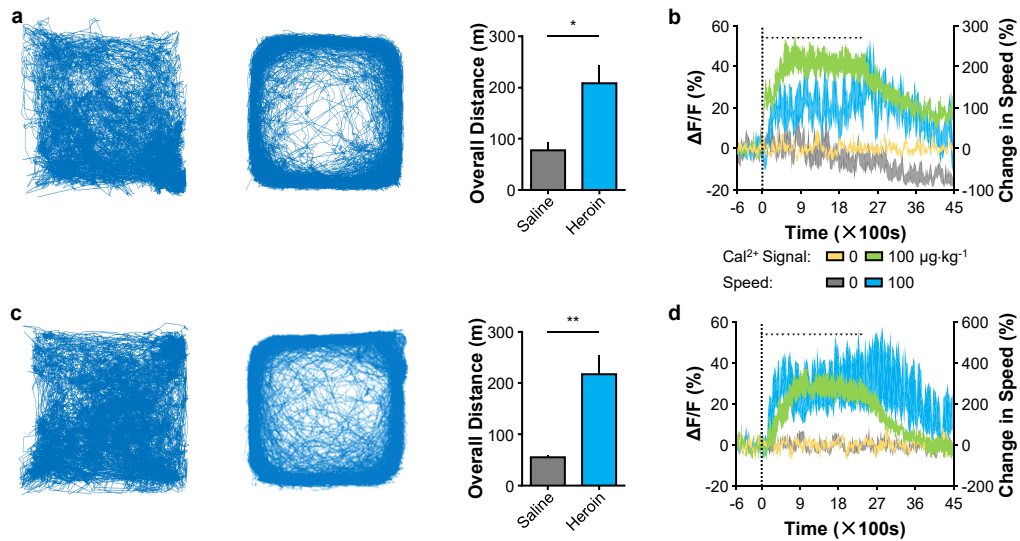 a
Overall Distance (m)
300
200
100
0
*
Saline
Heroin
b
ΔF/F (%)
60
40
20
0
-20
Change in Speed (%)
300
200
100
0
-100
-6 0 9 18 27 36 45
Time (×100s)
Cal²⁺ Signal: 0 100 μg·kg⁻¹
Speed: 0 100
c
Overall Distance (m)
300
200
100
0
**
Saline
Heroin
d
ΔF/F (%)
60
40
20
0
-20
Change in Speed (%)
600
400
200
0
-200
-6 0 9 18 27 36 45
Time (×100s)